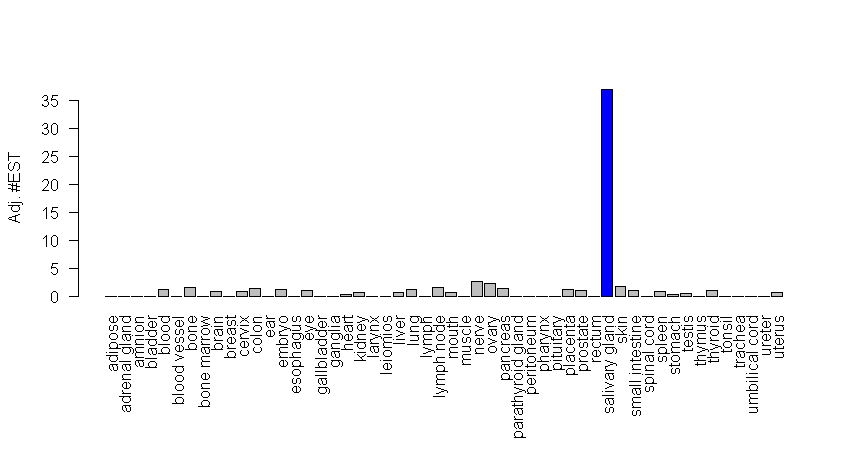 Adj. #EST
35
30
25
20
15
10
5
0
adipose
adrenal gland
amnion
bladder
blood
blood vessel
bone
bone marrow
brain
breast
cervix
colon
ear
embryo
esophagus
eye
gallbladder
ganglia
heart
kidney
larynx
leiomios
liver
lung
lymph
lymph node
mouth
muscle
nerve
ovary
pancreas
parathyroid gland
peritoneum
pharynx
pituitary
placenta
prostate
rectum
salivary gland
skin
small intestine
spinal cord
spleen
stomach
testis
thymus
thyroid
tonsil
trachea
umbilical cord
ureter
uterus